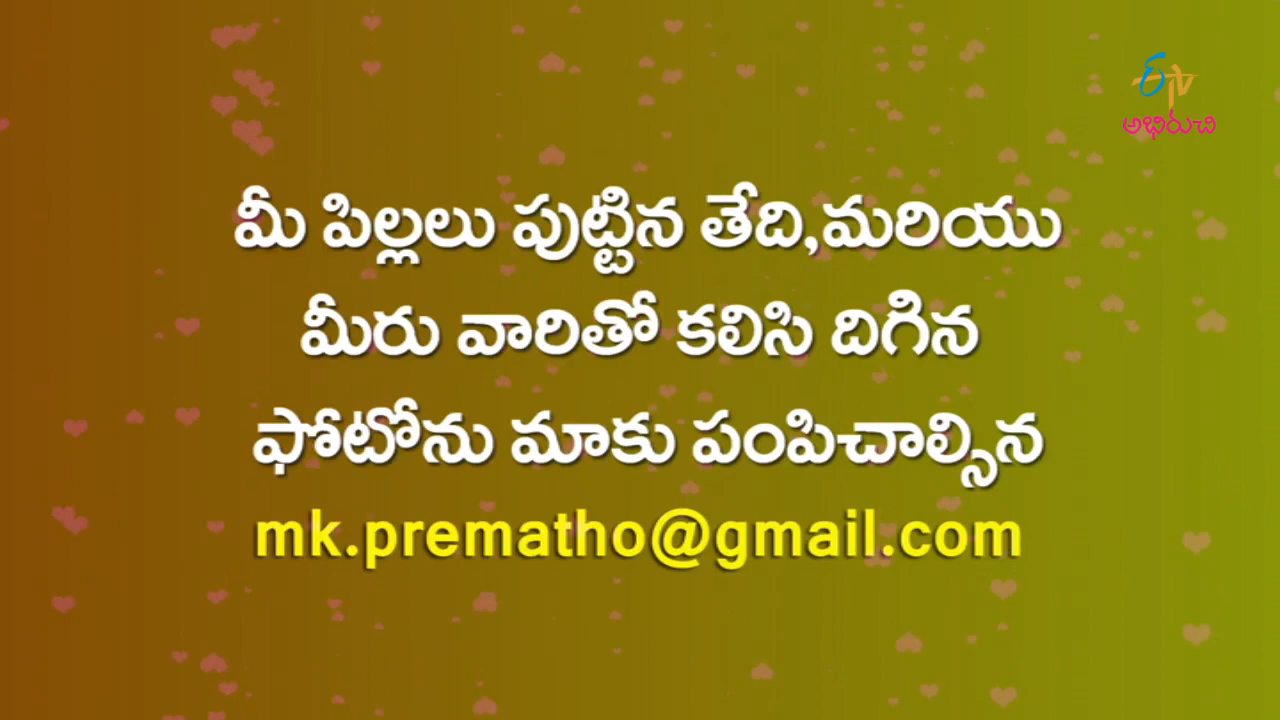 ETV
అభిరుచి
మీ పిల్లలు పుట్టిన తేది,మరియు
మీరు వారితో కలిసి దిగిన
ఫోటోను మాకు పంపిచాల్సిన
mk.prematho@gmail.com